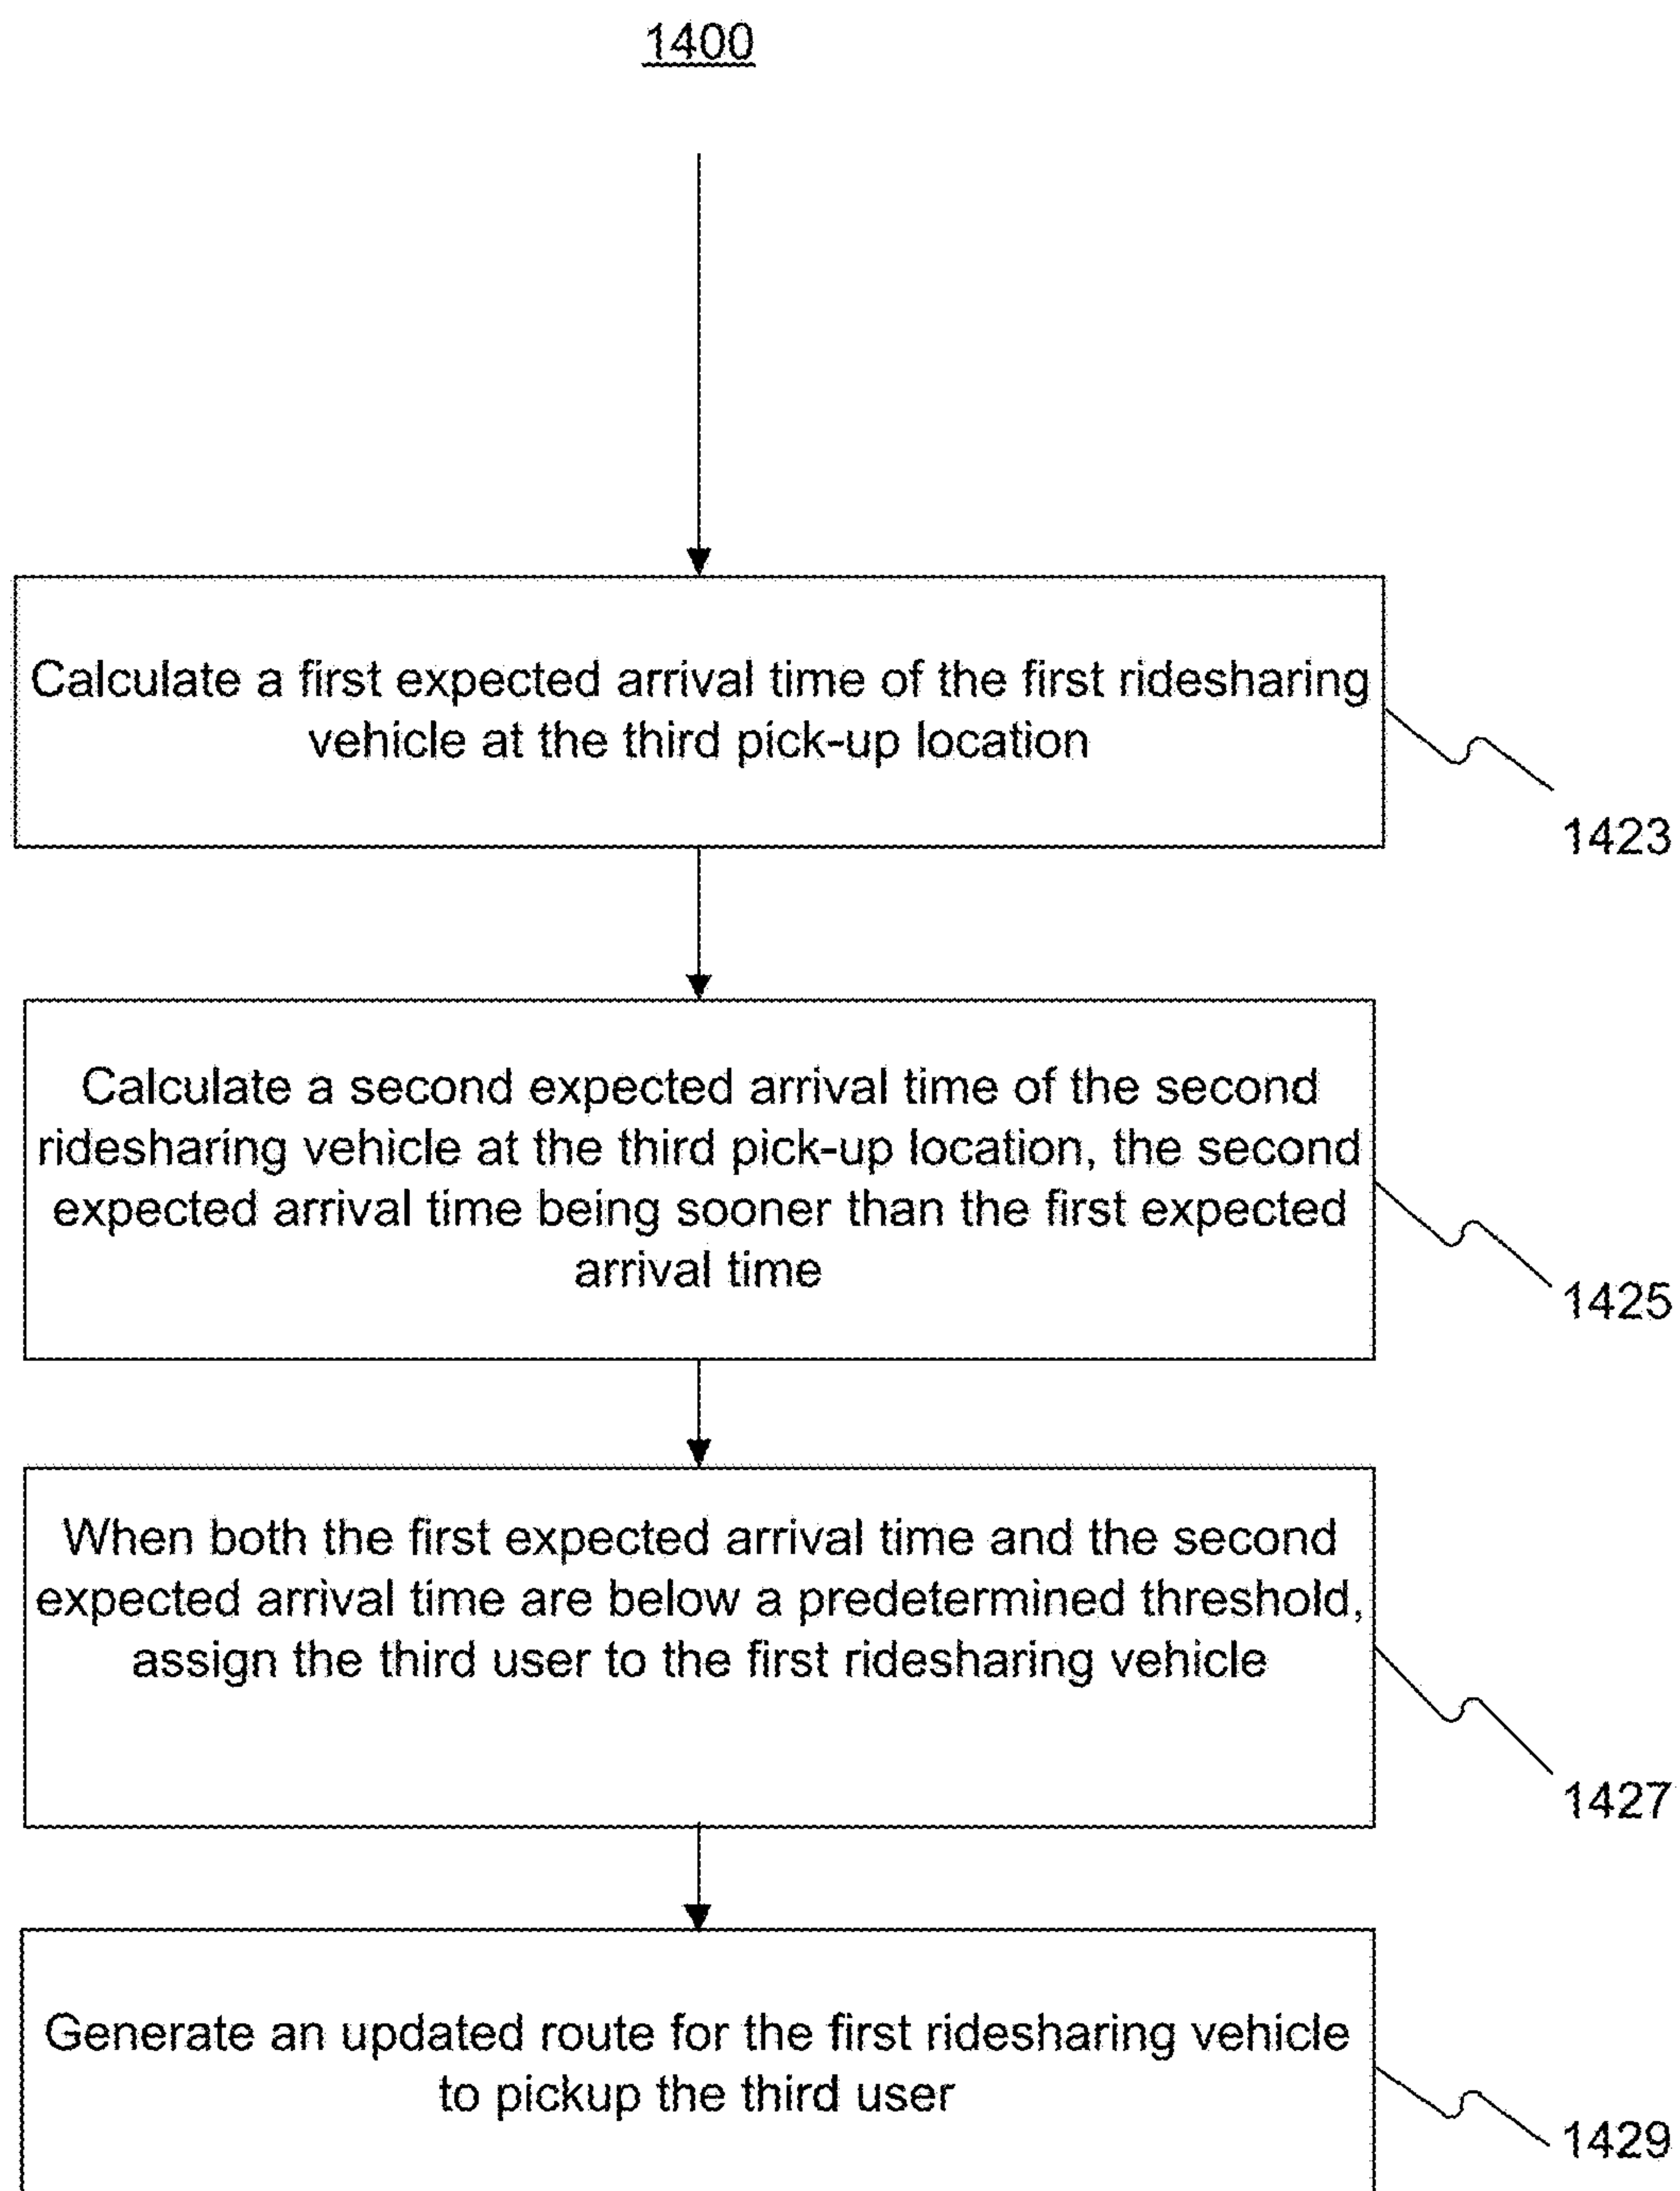 1400
Calculate a first expected arrival time of the first ridesharing
vehicle at the third pick-up location
1423
Calculate a second expected arrival time of the second
ridesharing vehicle at the third pick-up location, the second
expected arrival time being sooner than the first expected
arrival time
1425
When both the first expected arrival time and the second
expected arrival time are below a predetermined threshold,
assign the third user to the first ridesharing vehicle
1427
Generate an updated route for the first ridesharing vehicle
to pickup the third user
1429